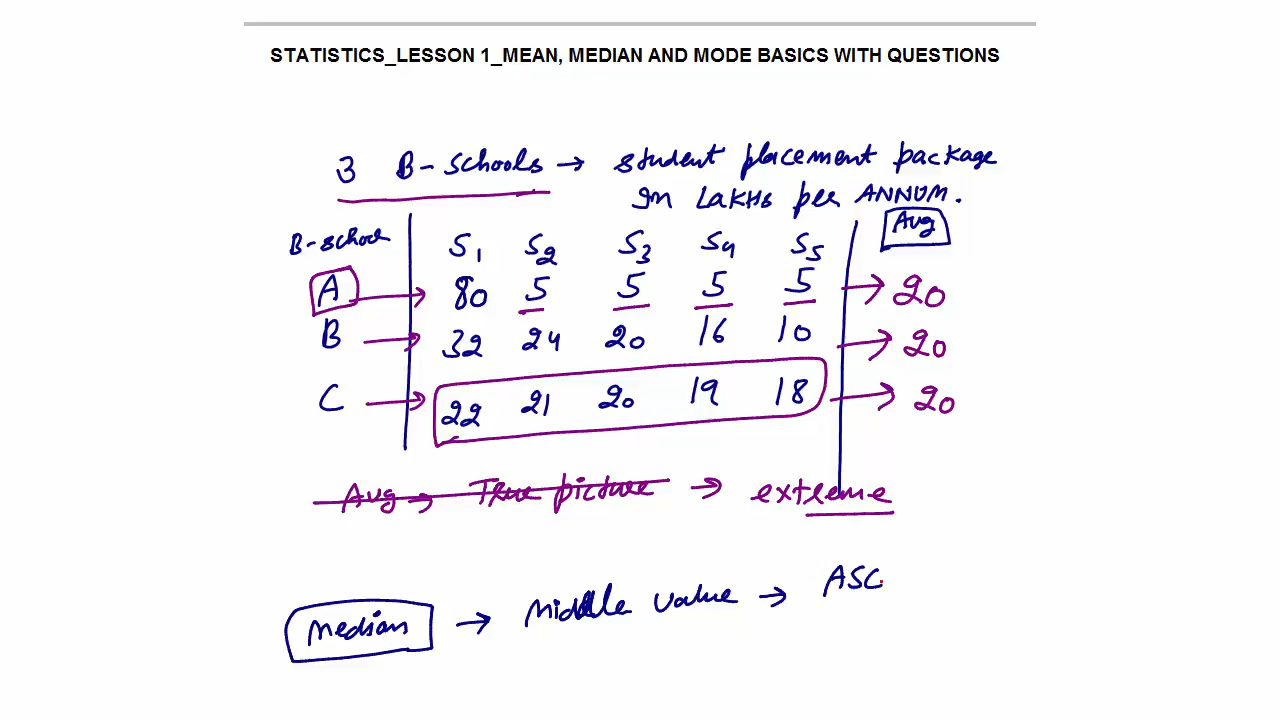 STATISTICS_LESSON 1_MEAN, MEDIAN AND MODE BASICS WITH QUESTIONS
3 B-Schools → student placement package
In LAKHS per ANNUM.
B-school S1 S2 S3 S4 S5 Avg
A → 80 5 5 5 5 → 20
B → 32 24 20 16 10 → 20
C → 22 21 20 19 18 → 20
Avg → True picture → extreme
Median → Middle value → ASC